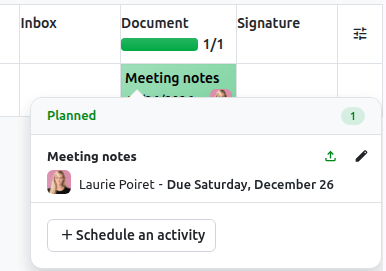 Inbox
Document
Signature
1/1
Meeting notes
Planned
1
Meeting notes
Laurie Poiret - Due Saturday, December 26
+ Schedule an activity